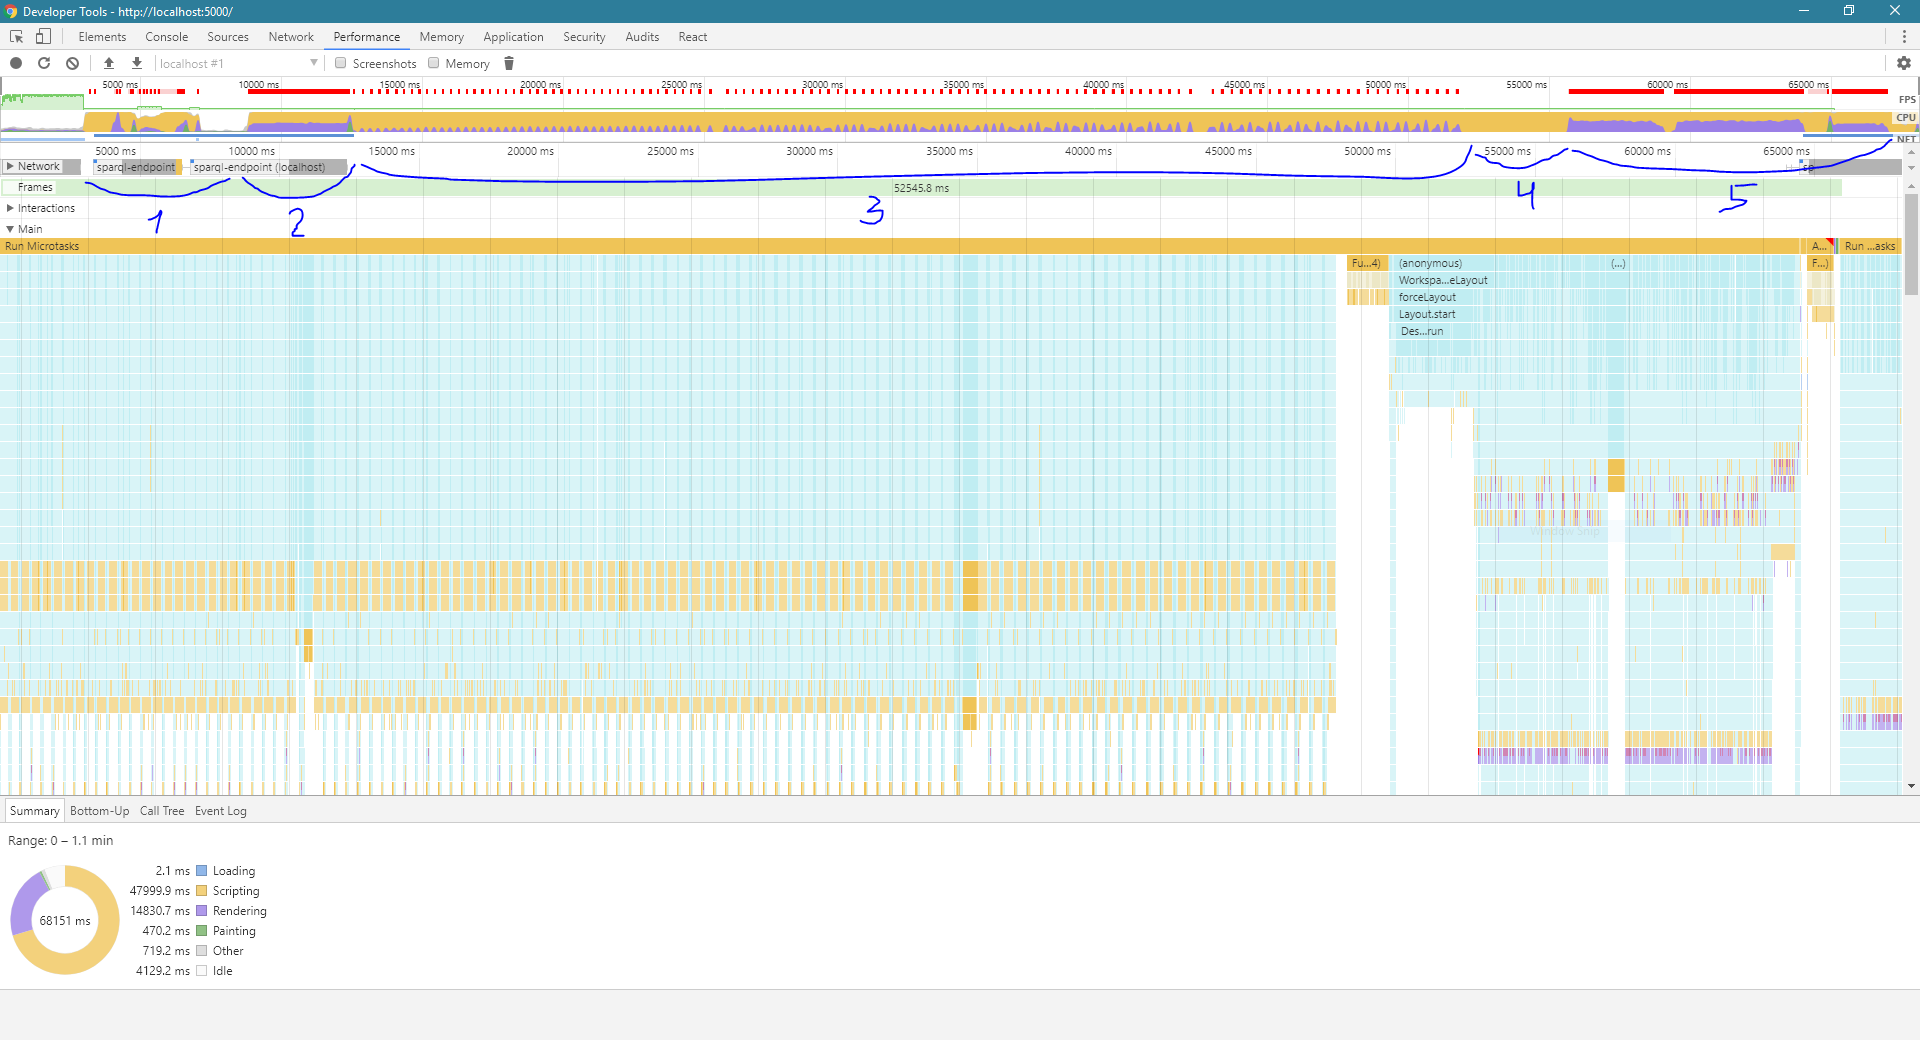 Developer Tools - http://localhost:5000/
Elements Console Sources Network Performance Memory Application Security Audits React
localhost #1 Screenshots Memory
5000 ms 10000 ms 15000 ms 20000 ms 25000 ms 30000 ms 35000 ms 40000 ms 45000 ms 50000 ms 55000 ms 60000 ms 65000 ms
FPS
CPU
NET
5000 ms 10000 ms 15000 ms 20000 ms 25000 ms 30000 ms 35000 ms 40000 ms 45000 ms 50000 ms 55000 ms 60000 ms 65000 ms
Network sparql-endpoint sparql-endpoint (localhost) sp
Frames 52545.8 ms
1 2 3 4 5
Interactions
Main
Run Microtasks A... Run ...asks
Fu...4) (anonymous) (...) F...)
Workspa...eLayout
forceLayout
Layout.start
Des...run
Window Snip
Summary Bottom-Up Call Tree Event Log
Range: 0 – 1.1 min
68151 ms
2.1 ms Loading
47999.9 ms Scripting
14830.7 ms Rendering
470.2 ms Painting
719.2 ms Other
4129.2 ms Idle